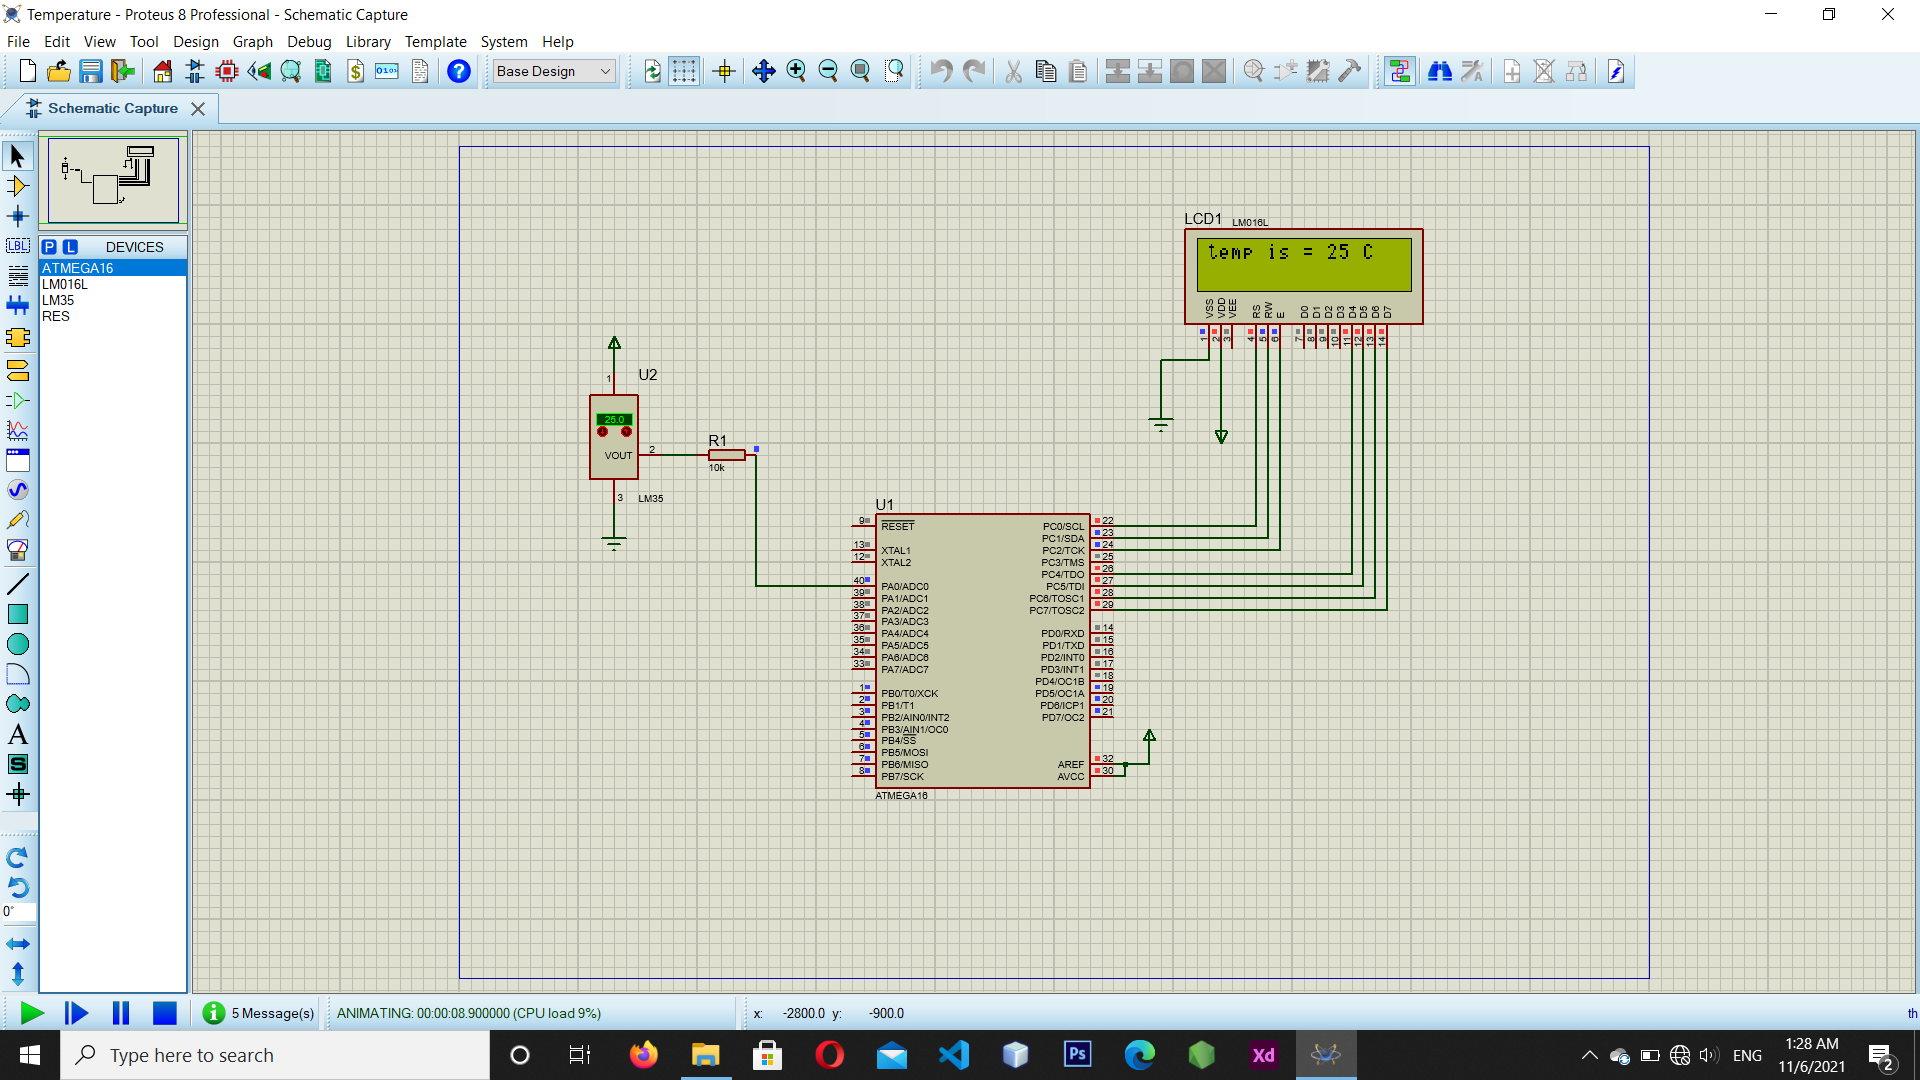 Temperature - Proteus 8 Professional - Schematic Capture
File Edit View Tool Design Graph Debug Library Template System Help
Base Design
Schematic Capture
P L DEVICES
ATMEGA16
LM016L
LM35
RES
LBL
A
S
0°
LCD1 LM016L
temp is = 25 C
VSS VDD VEE RS RW E D0 D1 D2 D3 D4 D5 D6 D7
1 2 3 4 5 6 7 8 9 10 11 12 13 14
1
U2
25.0
VOUT
2
3
LM35
R1
10k
U1
9 RESET
13 XTAL1
12 XTAL2
40 PA0/ADC0
39 PA1/ADC1
38 PA2/ADC2
37 PA3/ADC3
36 PA4/ADC4
35 PA5/ADC5
34 PA6/ADC6
33 PA7/ADC7
1 PB0/T0/XCK
2 PB1/T1
3 PB2/AIN0/INT2
4 PB3/AIN1/OC0
5 PB4/SS
6 PB5/MOSI
7 PB6/MISO
8 PB7/SCK
PC0/SCL 22
PC1/SDA 23
PC2/TCK 24
PC3/TMS 25
PC4/TDO 26
PC5/TDI 27
PC6/TOSC1 28
PC7/TOSC2 29
PD0/RXD 14
PD1/TXD 15
PD2/INT0 16
PD3/INT1 17
PD4/OC1B 18
PD5/OC1A 19
PD6/ICP1 20
PD7/OC2 21
AREF 32
AVCC 30
ATMEGA16
5 Message(s)
ANIMATING: 00:00:08.900000 (CPU load 9%)
x: -2800.0 y: -900.0
th
Type here to search
Ps
Xd
ENG
1:28 AM
11/6/2021
2